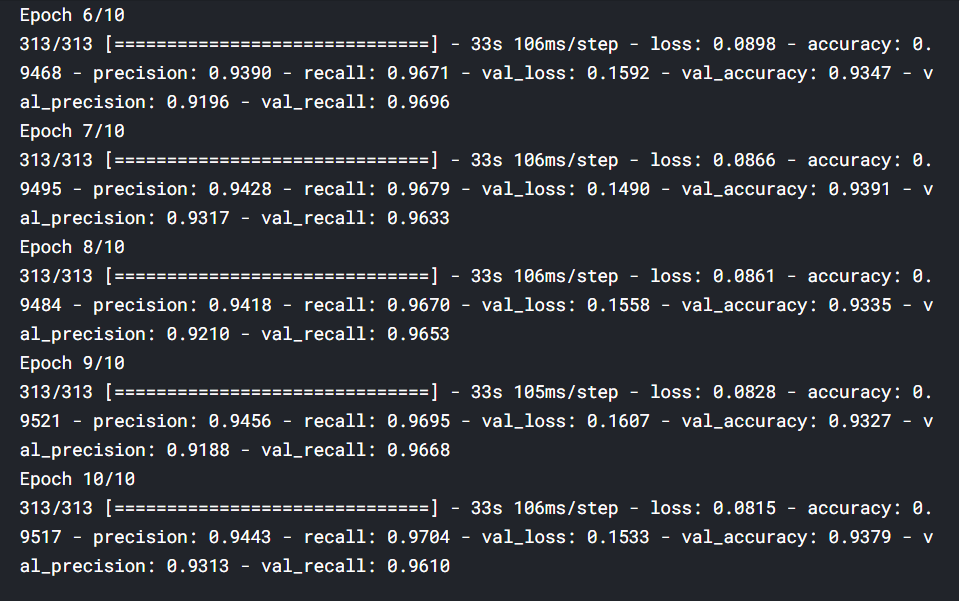 Epoch 6/10
313/313 [==============================] - 33s 106ms/step - loss: 0.0898 - accuracy: 0.
9468 - precision: 0.9390 - recall: 0.9671 - val_loss: 0.1592 - val_accuracy: 0.9347 - v
al_precision: 0.9196 - val_recall: 0.9696
Epoch 7/10
313/313 [==============================] - 33s 106ms/step - loss: 0.0866 - accuracy: 0.
9495 - precision: 0.9428 - recall: 0.9679 - val_loss: 0.1490 - val_accuracy: 0.9391 - v
al_precision: 0.9317 - val_recall: 0.9633
Epoch 8/10
313/313 [==============================] - 33s 106ms/step - loss: 0.0861 - accuracy: 0.
9484 - precision: 0.9418 - recall: 0.9670 - val_loss: 0.1558 - val_accuracy: 0.9335 - v
al_precision: 0.9210 - val_recall: 0.9653
Epoch 9/10
313/313 [==============================] - 33s 105ms/step - loss: 0.0828 - accuracy: 0.
9521 - precision: 0.9456 - recall: 0.9695 - val_loss: 0.1607 - val_accuracy: 0.9327 - v
al_precision: 0.9188 - val_recall: 0.9668
Epoch 10/10
313/313 [==============================] - 33s 106ms/step - loss: 0.0815 - accuracy: 0.
9517 - precision: 0.9443 - recall: 0.9704 - val_loss: 0.1533 - val_accuracy: 0.9379 - v
al_precision: 0.9313 - val_recall: 0.9610